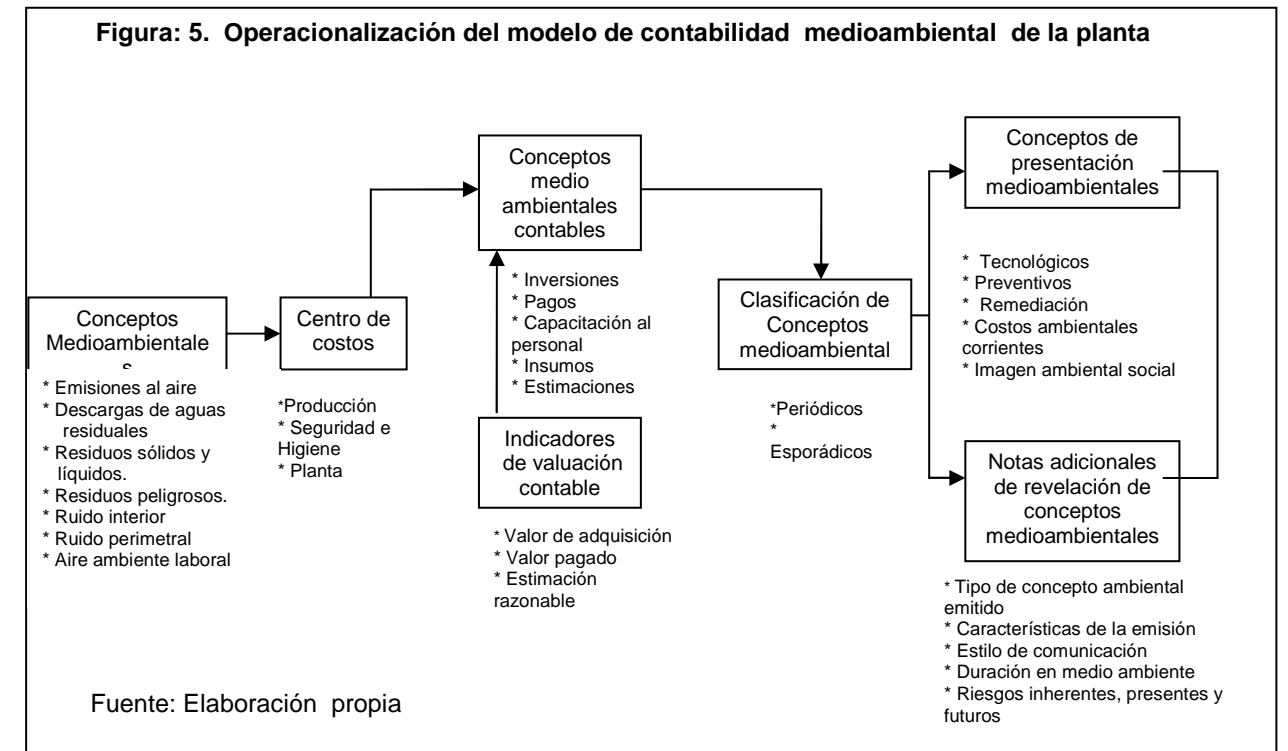 Figura: 5. Operacionalización del modelo de contabilidad medioambiental de la planta
Conceptos
Medioambientale
s
* Emisiones al aire
* Descargas de aguas
residuales
* Residuos sólidos y
líquidos.
* Residuos peligrosos.
* Ruido interior
* Ruido perimetral
* Aire ambiente laboral
Centro de
costos
*Producción
* Seguridad e
Higiene
* Planta
Conceptos
medio
ambientales
contables
* Inversiones
* Pagos
* Capacitación al
personal
* Insumos
* Estimaciones
Indicadores
de valuación
contable
* Valor de adquisición
* Valor pagado
* Estimación
razonable
Clasificación de
Conceptos
medioambiental
*Periódicos
*
Esporádicos
Conceptos de
presentación
medioambientales
* Tecnológicos
* Preventivos
* Remediación
* Costos ambientales
corrientes
* Imagen ambiental social
Notas adicionales
de revelación de
conceptos
medioambientales
* Tipo de concepto ambiental
emitido
* Características de la emisión
* Estilo de comunicación
* Duración en medio ambiente
* Riesgos inherentes, presentes y
futuros
Fuente: Elaboración propia